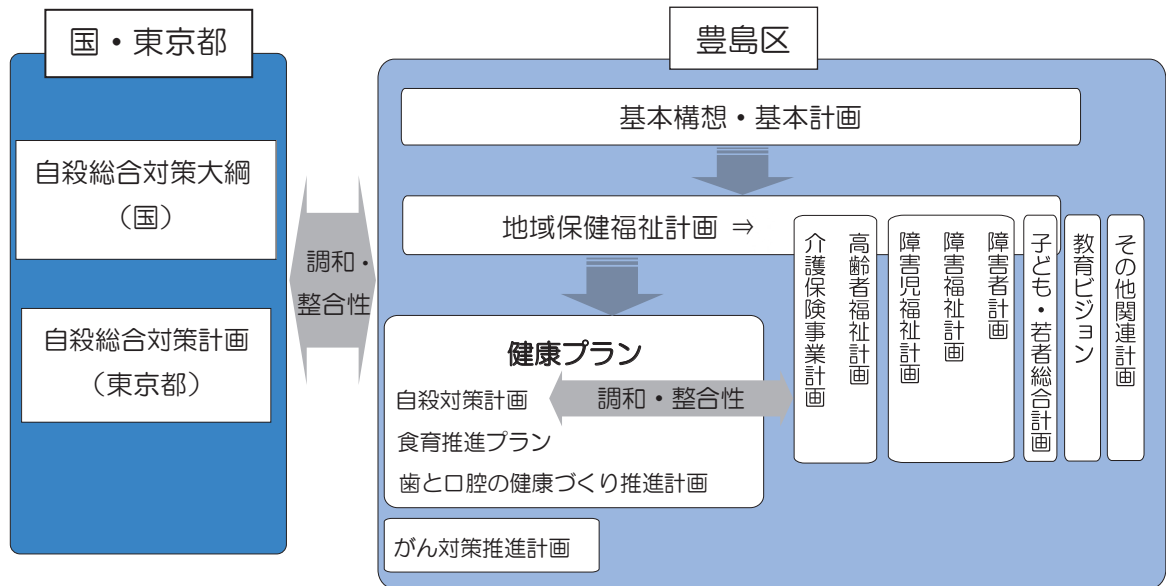 国・東京都
自殺総合対策大綱
（国）
自殺総合対策計画
（東京都）
調和・
整合性
豊島区
基本構想・基本計画
地域保健福祉計画 ⇒
健康プラン
自殺対策計画
調和・整合性
食育推進プラン
歯と口腔の健康づくり推進計画
がん対策推進計画
介護保険事業計画
高齢者福祉計画
障害児福祉計画
障害福祉計画
障害者計画
子ども・若者総合計画
教育ビジョン
その他関連計画